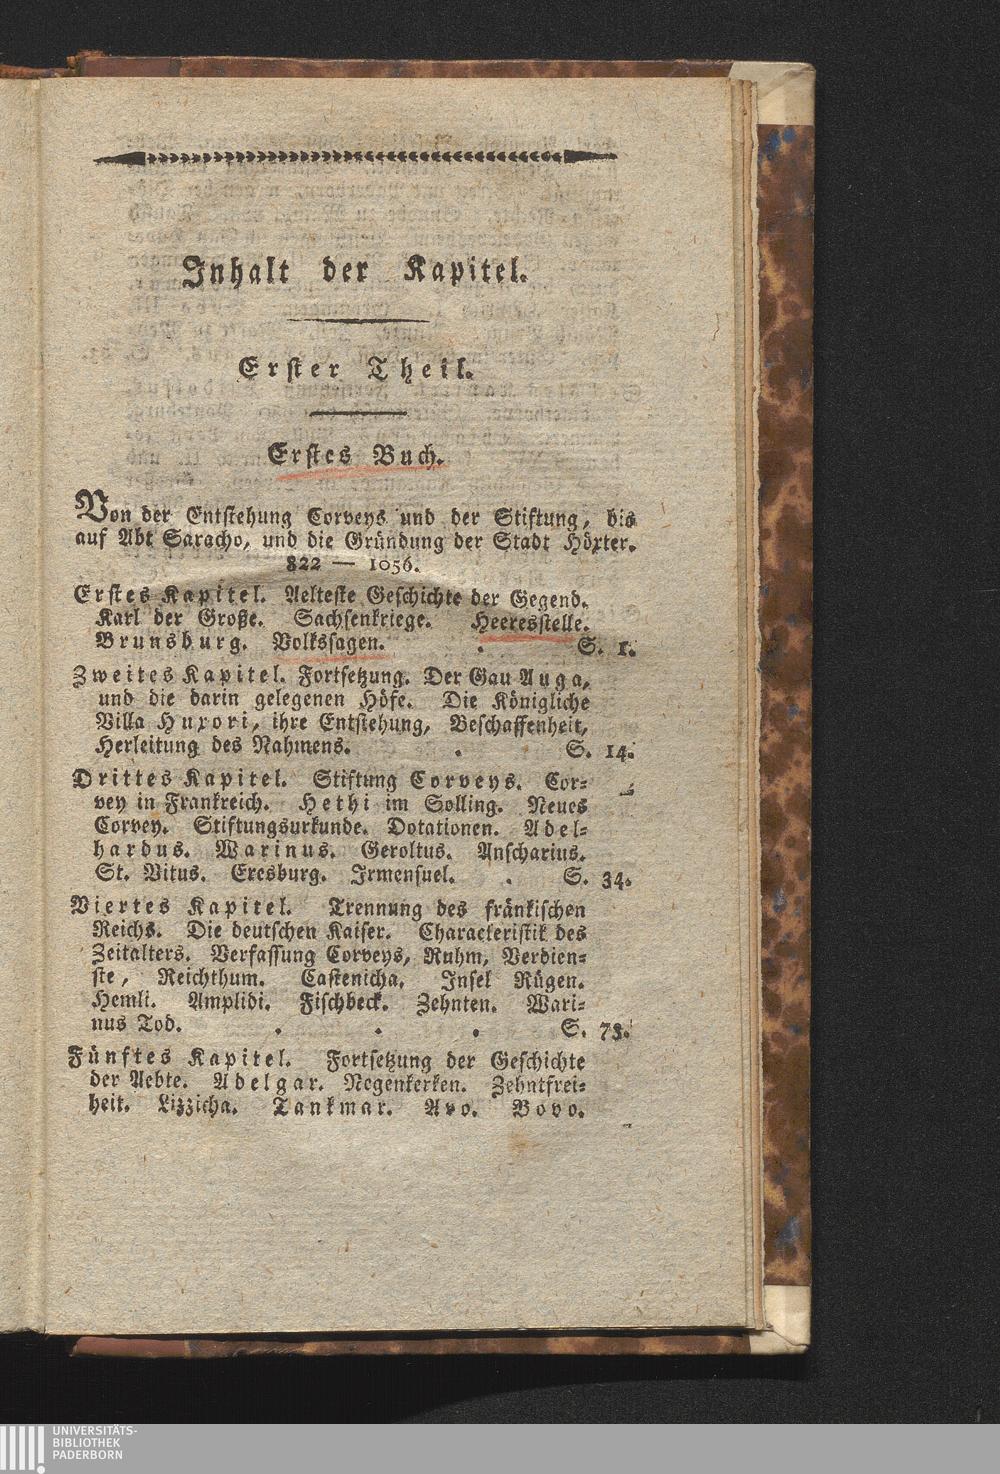 Inhalt der Kapitel.
Erster Theil.
Erstes Buch.
Von der Entstehung Corveys und der Stiftung, bis
auf Abt Saracho, und die Gründung der Stadt Höxter.
822 — 1056.
Erstes Kapitel. Aelteste Geschichte der Gegend.
Karl der Große. Sachsenkriege. Heeresstelle.
Brunsburg. Volkssagen. . S. 1.
Zweites Kapitel. Fortsetzung. Der Gau Auga,
und die darin gelegenen Höfe. Die Königliche
Villa Huxori, ihre Entstehung, Beschaffenheit,
Herleitung des Nahmens. . S. 14.
Drittes Kapitel. Stiftung Corveys. Cor-
vey in Frankreich. Hethi im Solling. Neues
Corvey. Stiftungsurkunde. Dotationen. Adel-
hardus. Warinus. Geroltus. Anscharius.
St. Vitus. Eresburg. Irmensuel. . S. 34.
Viertes Kapitel. Trennung des fränkischen
Reichs. Die deutschen Kaiser. Characteristik des
Zeitalters. Verfassung Corveys, Ruhm, Verdien-
ste, Reichthum. Castenicha. Insel Rügen.
Hemli. Amplidi. Fischbeck. Zehnten. Wari-
nus Tod. . . . S. 73.
Fünftes Kapitel. Fortsetzung der Geschichte
der Aebte. Adelgar. Negenkerken. Zehntfrei-
heit. Lizzicha. Tankmar. Avo. Bovo.
UNIVERSITÄTS-
BIBLIOTHEK
PADERBORN